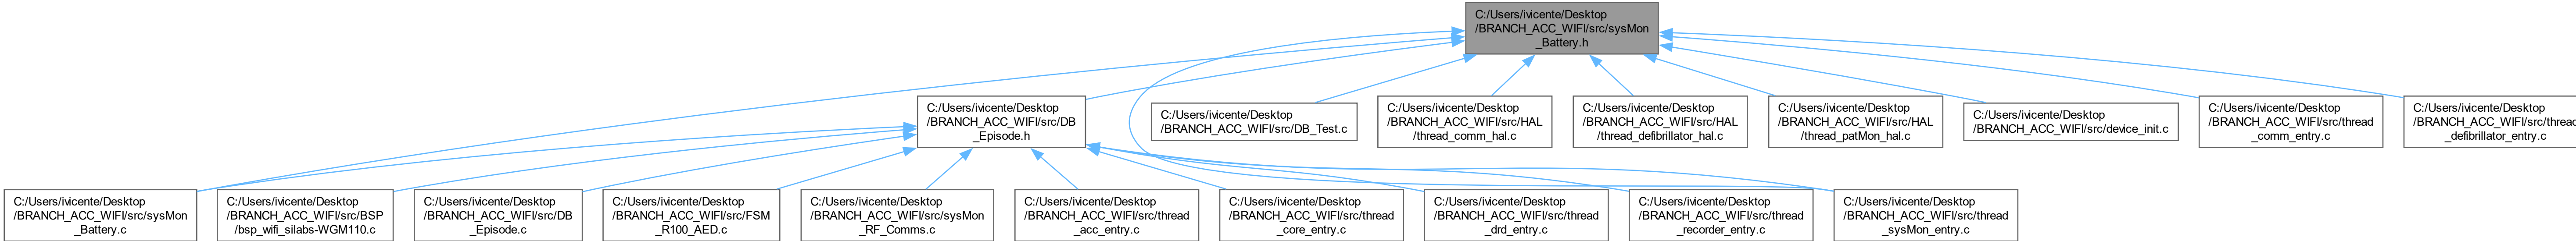 C:/Users/ivicente/Desktop
/BRANCH_ACC_WIFI/src/sysMon
_Battery.h
C:/Users/ivicente/Desktop
/BRANCH_ACC_WIFI/src/DB
_Episode.h
C:/Users/ivicente/Desktop
/BRANCH_ACC_WIFI/src/DB_Test.c
C:/Users/ivicente/Desktop
/BRANCH_ACC_WIFI/src/HAL
/thread_comm_hal.c
C:/Users/ivicente/Desktop
/BRANCH_ACC_WIFI/src/HAL
/thread_defibrillator_hal.c
C:/Users/ivicente/Desktop
/BRANCH_ACC_WIFI/src/HAL
/thread_patMon_hal.c
C:/Users/ivicente/Desktop
/BRANCH_ACC_WIFI/src/device_init.c
C:/Users/ivicente/Desktop
/BRANCH_ACC_WIFI/src/thread
_comm_entry.c
C:/Users/ivicente/Desktop
/BRANCH_ACC_WIFI/src/thread
_defibrillator_entry.c
C:/Users/ivicente/Desktop
/BRANCH_ACC_WIFI/src/sysMon
_Battery.c
C:/Users/ivicente/Desktop
/BRANCH_ACC_WIFI/src/BSP
/bsp_wifi_silabs-WGM110.c
C:/Users/ivicente/Desktop
/BRANCH_ACC_WIFI/src/DB
_Episode.c
C:/Users/ivicente/Desktop
/BRANCH_ACC_WIFI/src/FSM
_R100_AED.c
C:/Users/ivicente/Desktop
/BRANCH_ACC_WIFI/src/sysMon
_RF_Comms.c
C:/Users/ivicente/Desktop
/BRANCH_ACC_WIFI/src/thread
_acc_entry.c
C:/Users/ivicente/Desktop
/BRANCH_ACC_WIFI/src/thread
_core_entry.c
C:/Users/ivicente/Desktop
/BRANCH_ACC_WIFI/src/thread
_drd_entry.c
C:/Users/ivicente/Desktop
/BRANCH_ACC_WIFI/src/thread
_recorder_entry.c
C:/Users/ivicente/Desktop
/BRANCH_ACC_WIFI/src/thread
_sysMon_entry.c